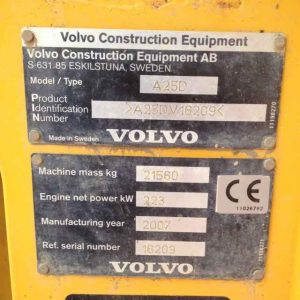 Volvo Construction Equipment
Volvo Construction Equipment AB
S-631 85 ESKILSTUNA, SWEDEN
Model / Type A25D
Product
Identification >A25DV16209<
Number
Made in Sweden
VOLVO
Machine mass kg 21560
Engine net power kW 223
Manufacturing year 2007
Ref. serial number 16209
VOLVO
CE